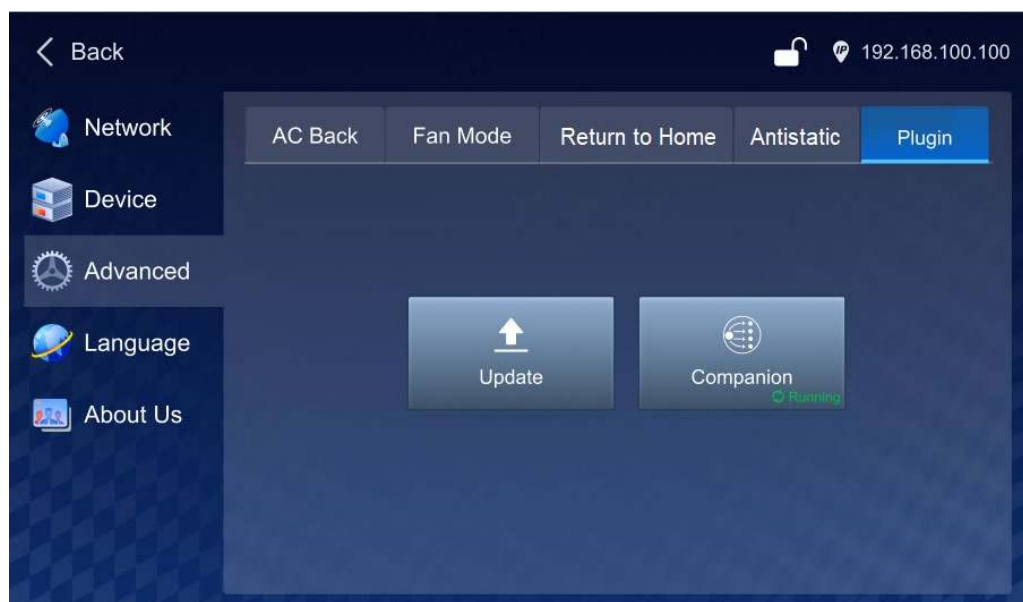 Back
IP 192.168.100.100
Network
Device
Advanced
Language
About Us
AC Back Fan Mode Return to Home Antistatic Plugin
Update
Companion
Running